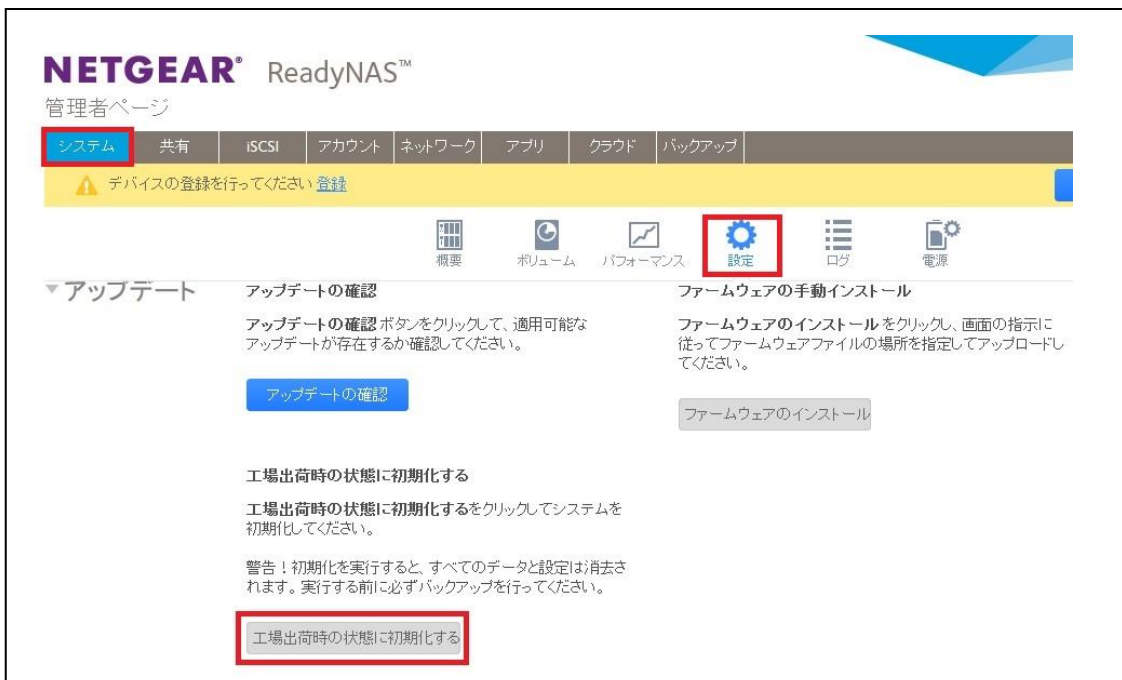 NETGEAR® ReadyNAS™
管理者ページ
システム 共有 iSCSI アカウント ネットワーク アプリ クラウド バックアップ
デバイスの登録を行ってください 登録
概要 ボリューム パフォーマンス 設定 ログ 電源
アップデート
アップデートの確認
アップデートの確認 ボタンをクリックして、適用可能な
アップデートが存在するか確認してください。
アップデートの確認
ファームウェアの手動インストール
ファームウェアのインストール をクリックし、画面の指示に
従ってファームウェアファイルの場所を指定してアップロードし
てください。
ファームウェアのインストール
工場出荷時の状態に初期化する
工場出荷時の状態に初期化するをクリックしてシステムを
初期化してください。
警告！初期化を実行すると、すべてのデータと設定は消去さ
れます。実行する前に必ずバックアップを行ってください。
工場出荷時の状態に初期化する